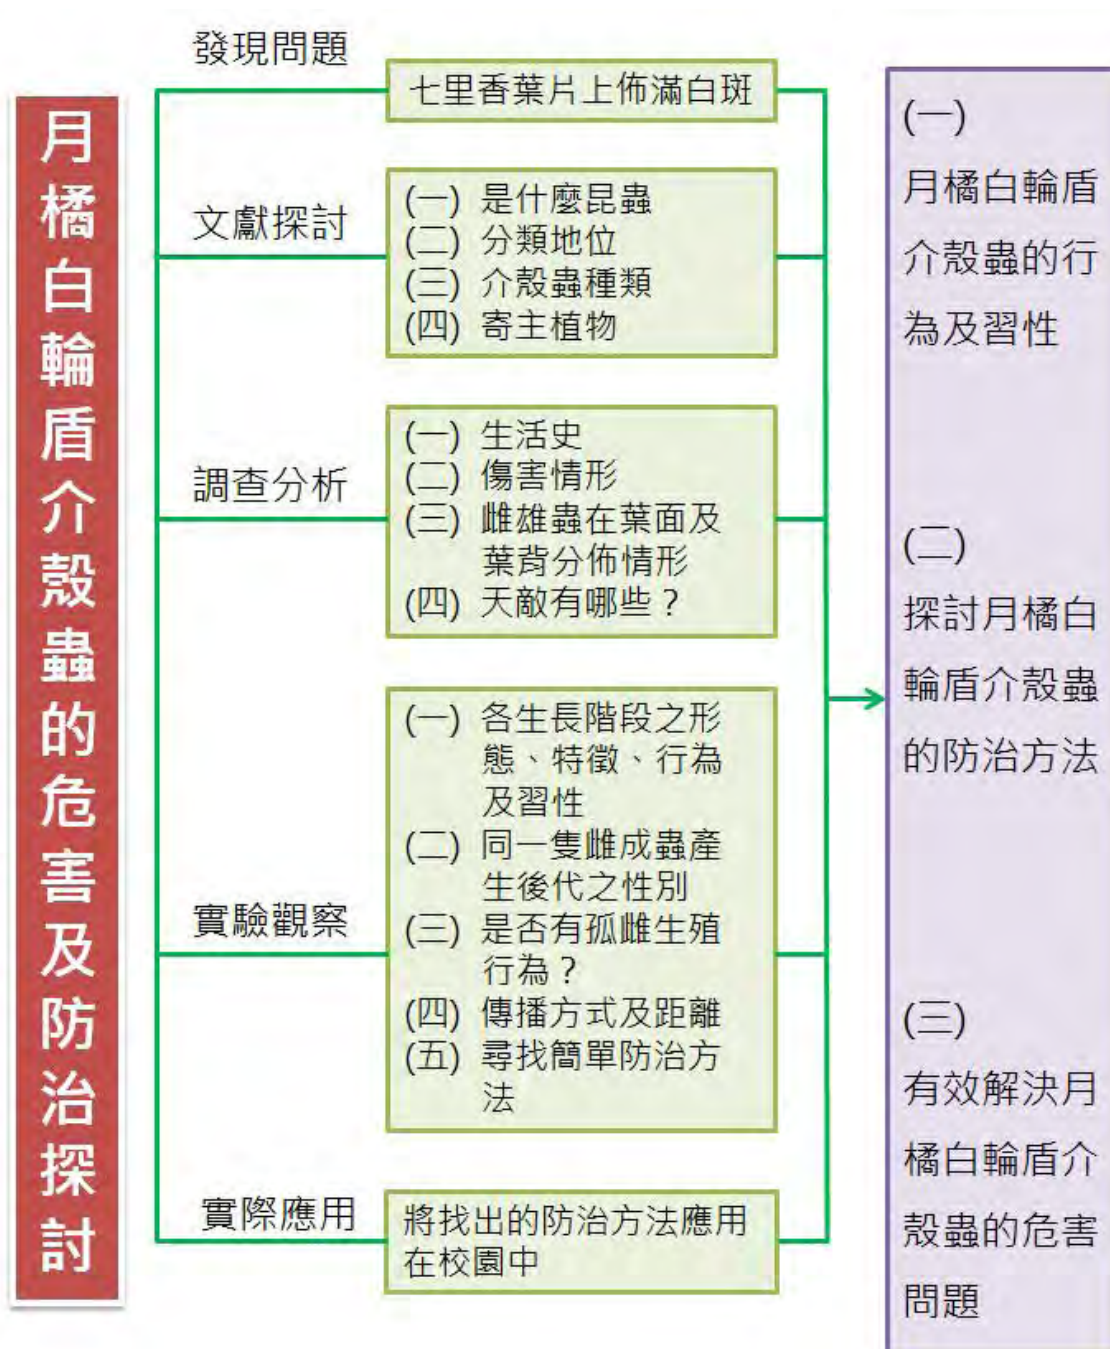 月橘白輪盾介殼蟲的危害及防治探討
發現問題
七里香葉片上佈滿白斑
文獻探討
(一) 是什麼昆蟲
(二) 分類地位
(三) 介殼蟲種類
(四) 寄主植物
調查分析
(一) 生活史
(二) 傷害情形
(三) 雌雄蟲在葉面及
葉背分佈情形
(四) 天敵有哪些？
實驗觀察
(一) 各生長階段之形
態、特徵、行為
及習性
(二) 同一隻雌成蟲產
生後代之性別
(三) 是否有孤雌生殖
行為？
(四) 傳播方式及距離
(五) 尋找簡單防治方
法
實際應用
將找出的防治方法應用
在校園中
(一)
月橘白輪盾
介殼蟲的行
為及習性
(二)
探討月橘白
輪盾介殼蟲
的防治方法
(三)
有效解決月
橘白輪盾介
殼蟲的危害
問題